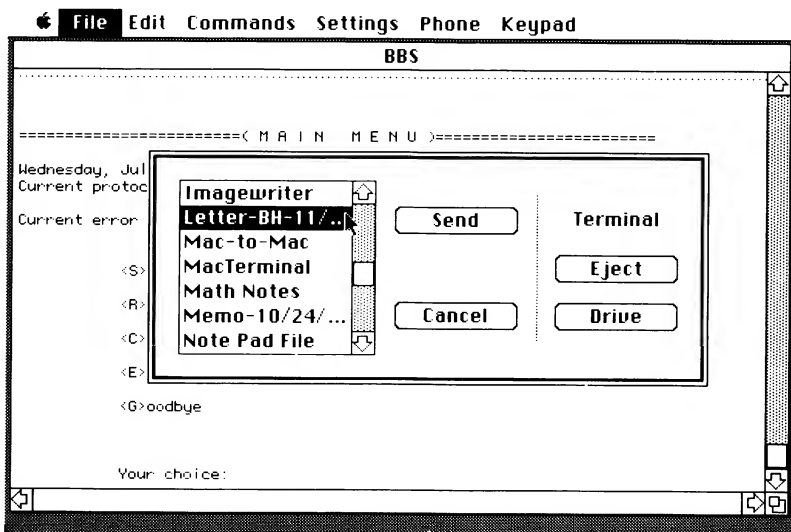 File Edit Commands Settings Phone Keypad
BBS
========================( M A I N   M E N U )========================
Wednesday, Jul
Current protoc
Current error
<S>
<R>
<C>
<E>
<G>oodbye
Your choice:
Imagewriter
Letter-BH-11/...
Mac-to-Mac
MacTerminal
Math Notes
Memo-10/24/...
Note Pad File
Send
Cancel
Terminal
Eject
Drive